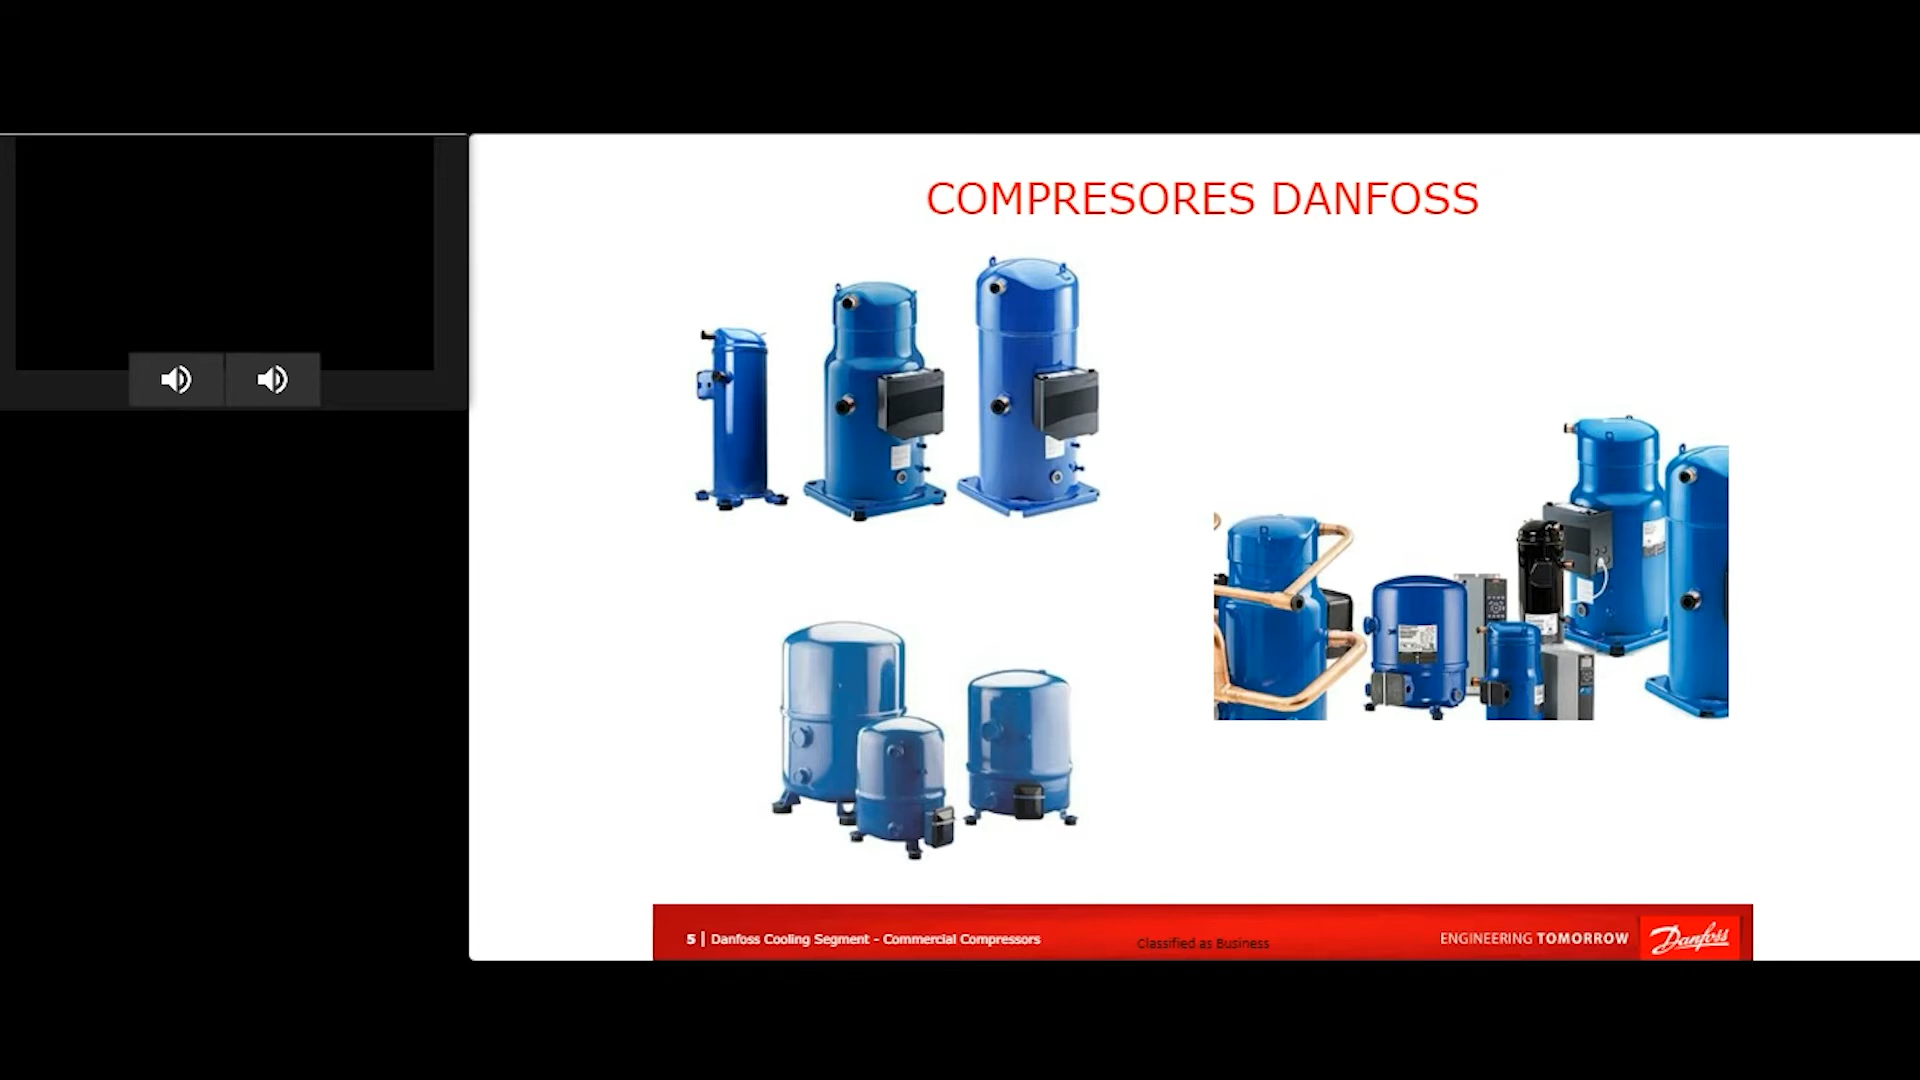 COMPRESORES DANFOSS
5 | Danfoss Cooling Segment - Commercial Compressors
Classified as Business
ENGINEERING TOMORROW
Danfoss